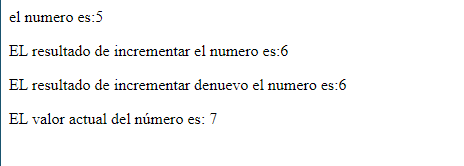 el numero es:5
EL resultado de incrementar el numero es:6
EL resultado de incrementar denuevo el numero es:6
EL valor actual del número es: 7